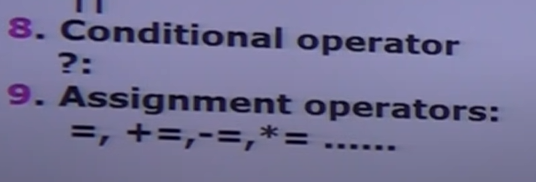 8. Conditional operator
?:
9. Assignment operators:
=, +=,-=,*= ......